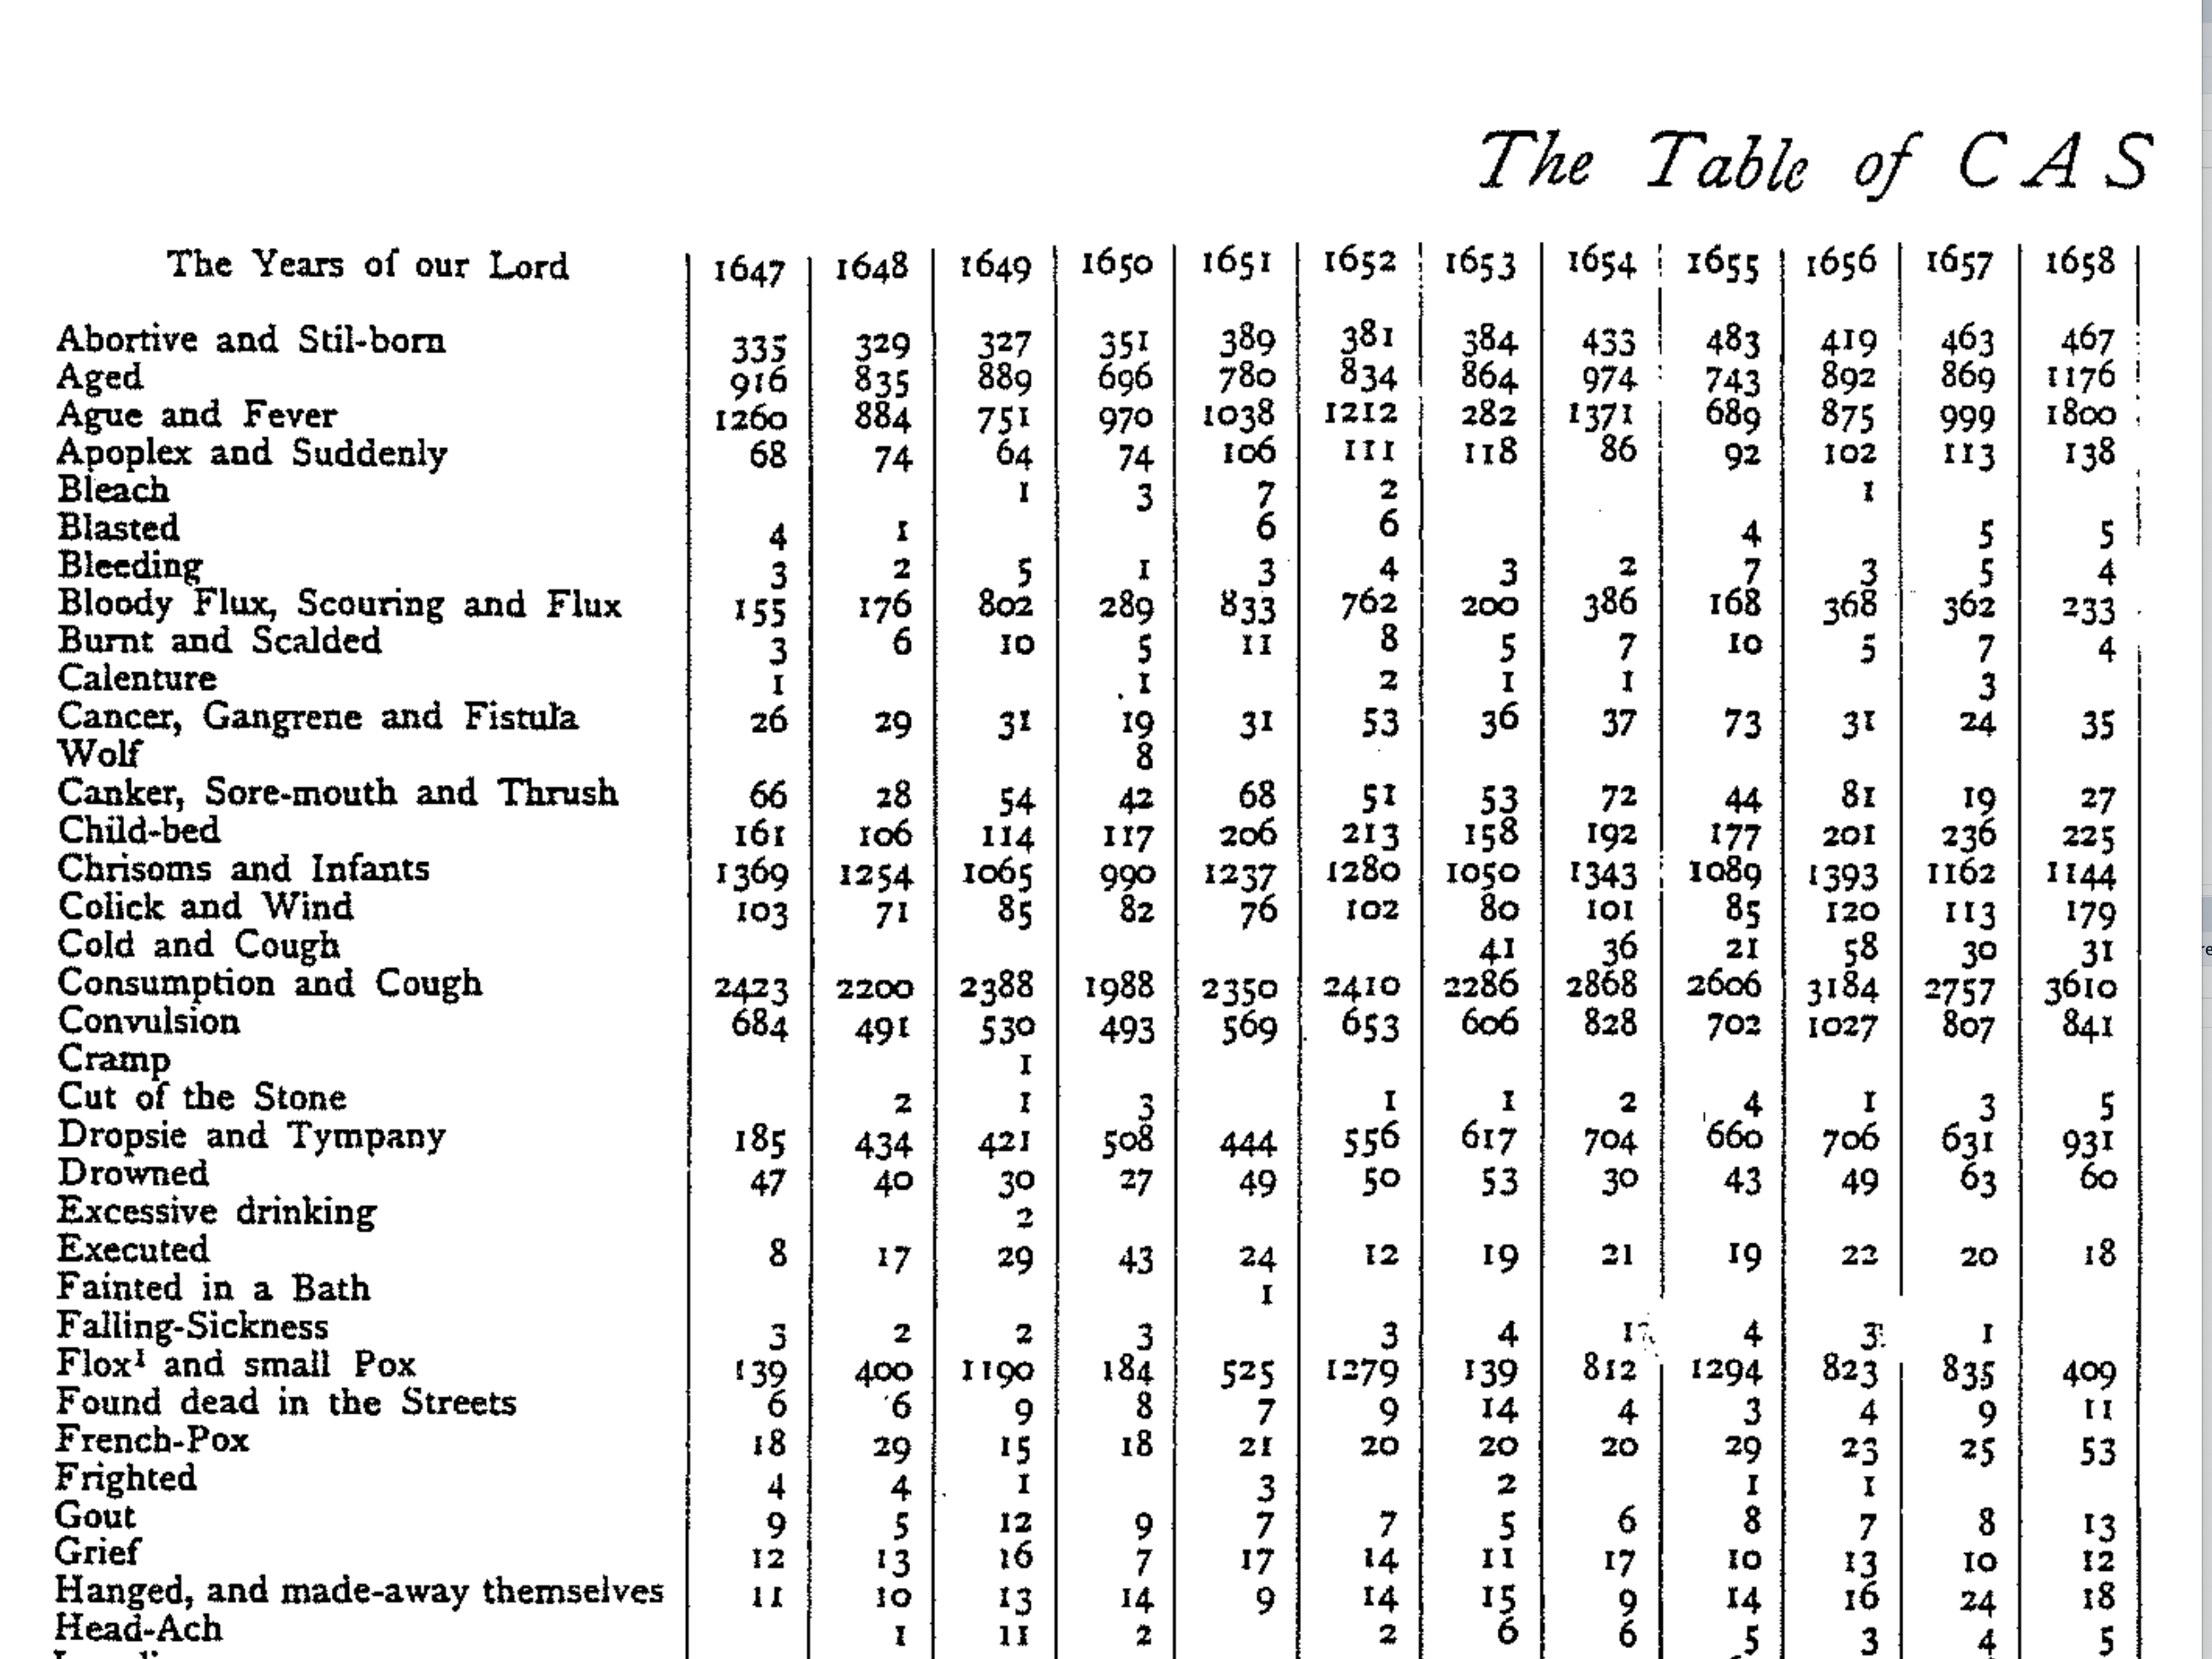 The Table of CAS
The Years of our Lord 1647 1648 1649 1650 1651 1652 1653 1654 1655 1656 1657 1658
Abortive and Stil-born 335 329 327 351 389 381 384 433 483 419 463 467
Aged 916 835 889 696 780 834 864 974 743 892 869 1176
Ague and Fever 1260 884 751 970 1038 1212 282 1371 689 875 999 1800
Apoplex and Suddenly 68 74 64 74 106 111 118 86 92 102 113 138
Bleach 1 3 7 2 1
Blasted 4 1 6 6 4 5 5
Bleeding 3 2 5 1 3 4 3 2 7 3 5 4
Bloody Flux, Scouring and Flux 155 176 802 289 833 762 200 386 168 368 362 233
Burnt and Scalded 3 6 10 5 11 8 5 7 10 5 7 4
Calenture 1 1 2 1 1 3
Cancer, Gangrene and Fistula 26 29 31 19 31 53 36 37 73 31 24 35
Wolf 8
Canker, Sore-mouth and Thrush 66 28 54 42 68 51 53 72 44 81 19 27
Child-bed 161 106 114 117 206 213 158 192 177 201 236 225
Chrisoms and Infants 1369 1254 1065 990 1237 1280 1050 1343 1089 1393 1162 1144
Colick and Wind 103 71 85 82 76 102 80 101 85 120 113 179
Cold and Cough 41 36 21 58 30 31
Consumption and Cough 2423 2200 2388 1988 2350 2410 2286 2868 2606 3184 2757 3610
Convulsion 684 491 530 493 569 653 606 828 702 1027 807 841
Cramp 1
Cut of the Stone 2 1 3 1 1 2 4 1 3 5
Dropsie and Tympany 185 434 421 508 444 556 617 704 660 706 631 931
Drowned 47 40 30 27 49 50 53 30 43 49 63 60
Excessive drinking 2
Executed 8 17 29 43 24 12 19 21 19 22 20 18
Fainted in a Bath 1
Falling-Sickness 3 2 2 3 3 4 1 4 3 1
Flox¹ and small Pox 139 400 1190 184 525 1279 139 812 1294 823 835 409
Found dead in the Streets 6 6 9 8 7 9 14 4 3 4 9 11
French-Pox 18 29 15 18 21 20 20 20 29 23 25 53
Frighted 4 4 1 3 2 1 1
Gout 9 5 12 9 7 7 5 6 8 7 8 13
Grief 12 13 16 7 17 14 11 17 10 13 10 12
Hanged, and made-away themselves 11 10 13 14 9 14 15 9 14 16 24 18
Head-Ach 1 11 2 2 6 6 5 3 4 5